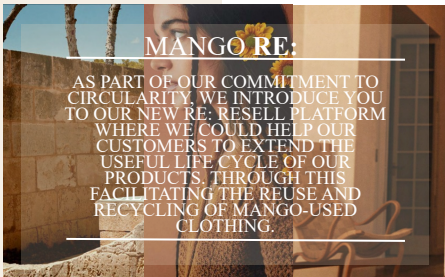 MANGO RE:
AS PART OF OUR COMMITMENT TO
CIRCULARITY, WE INTRODUCE YOU
TO OUR NEW RE: RESELL PLATFORM
WHERE WE COULD HELP OUR
CUSTOMERS TO EXTEND THE
USEFUL LIFE CYCLE OF OUR
PRODUCTS. THROUGH THIS
FACILITATING THE REUSE AND
RECYCLING OF MANGO-USED
CLOTHING.